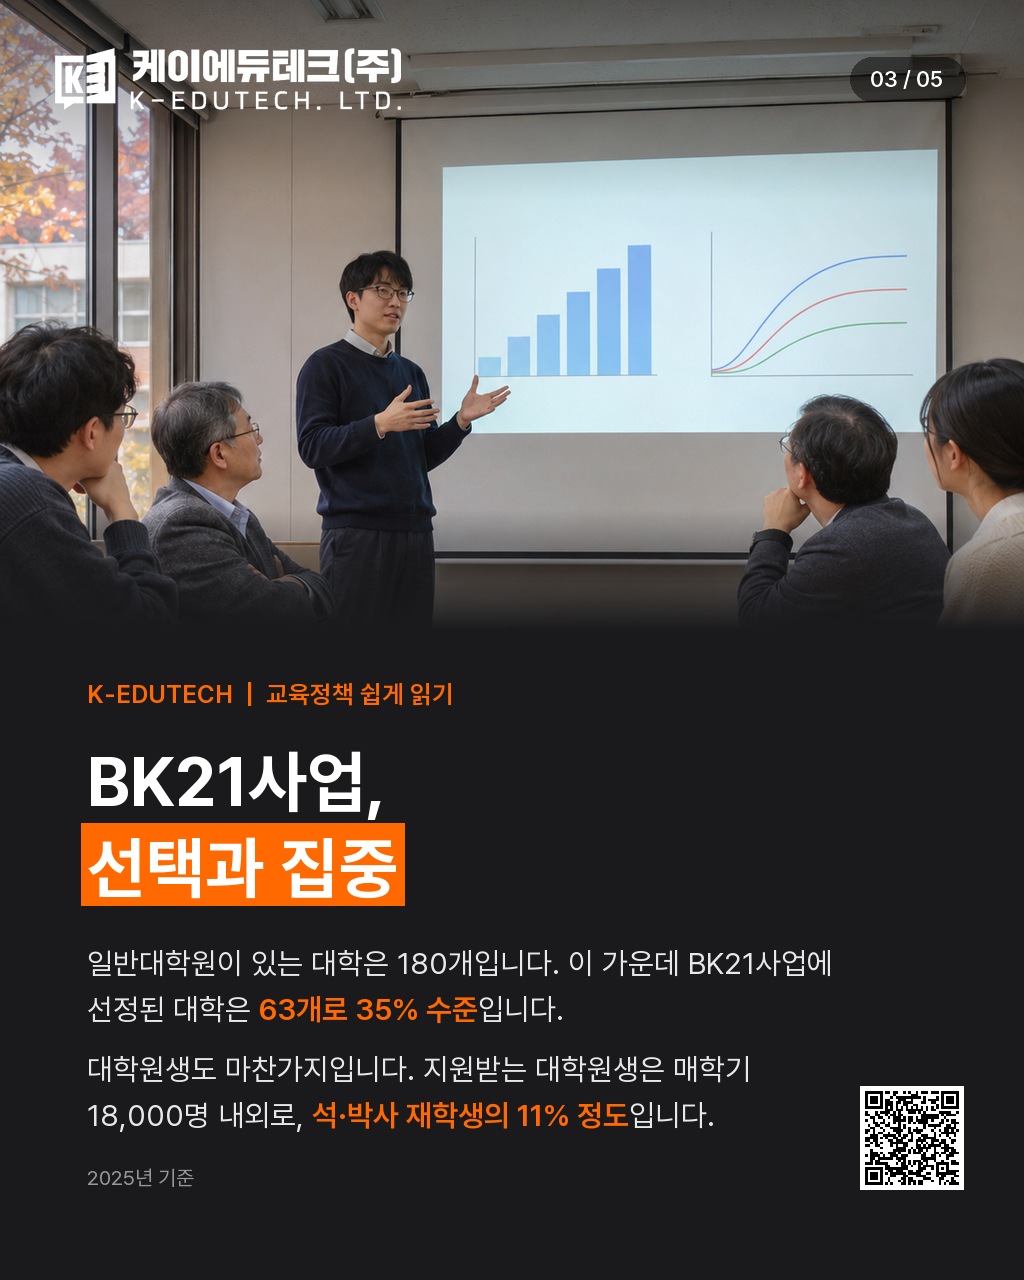 케이에듀테크(주)
K-EDUTECH. LTD.
03 / 05
K-EDUTECH | 교육정책 쉽게 읽기
BK21사업,
선택과 집중
일반대학원이 있는 대학은 180개입니다. 이 가운데 BK21사업에
선정된 대학은 63개로 35% 수준입니다.
대학원생도 마찬가지입니다. 지원받는 대학원생은 매학기
18,000명 내외로, 석·박사 재학생의 11% 정도입니다.
2025년 기준